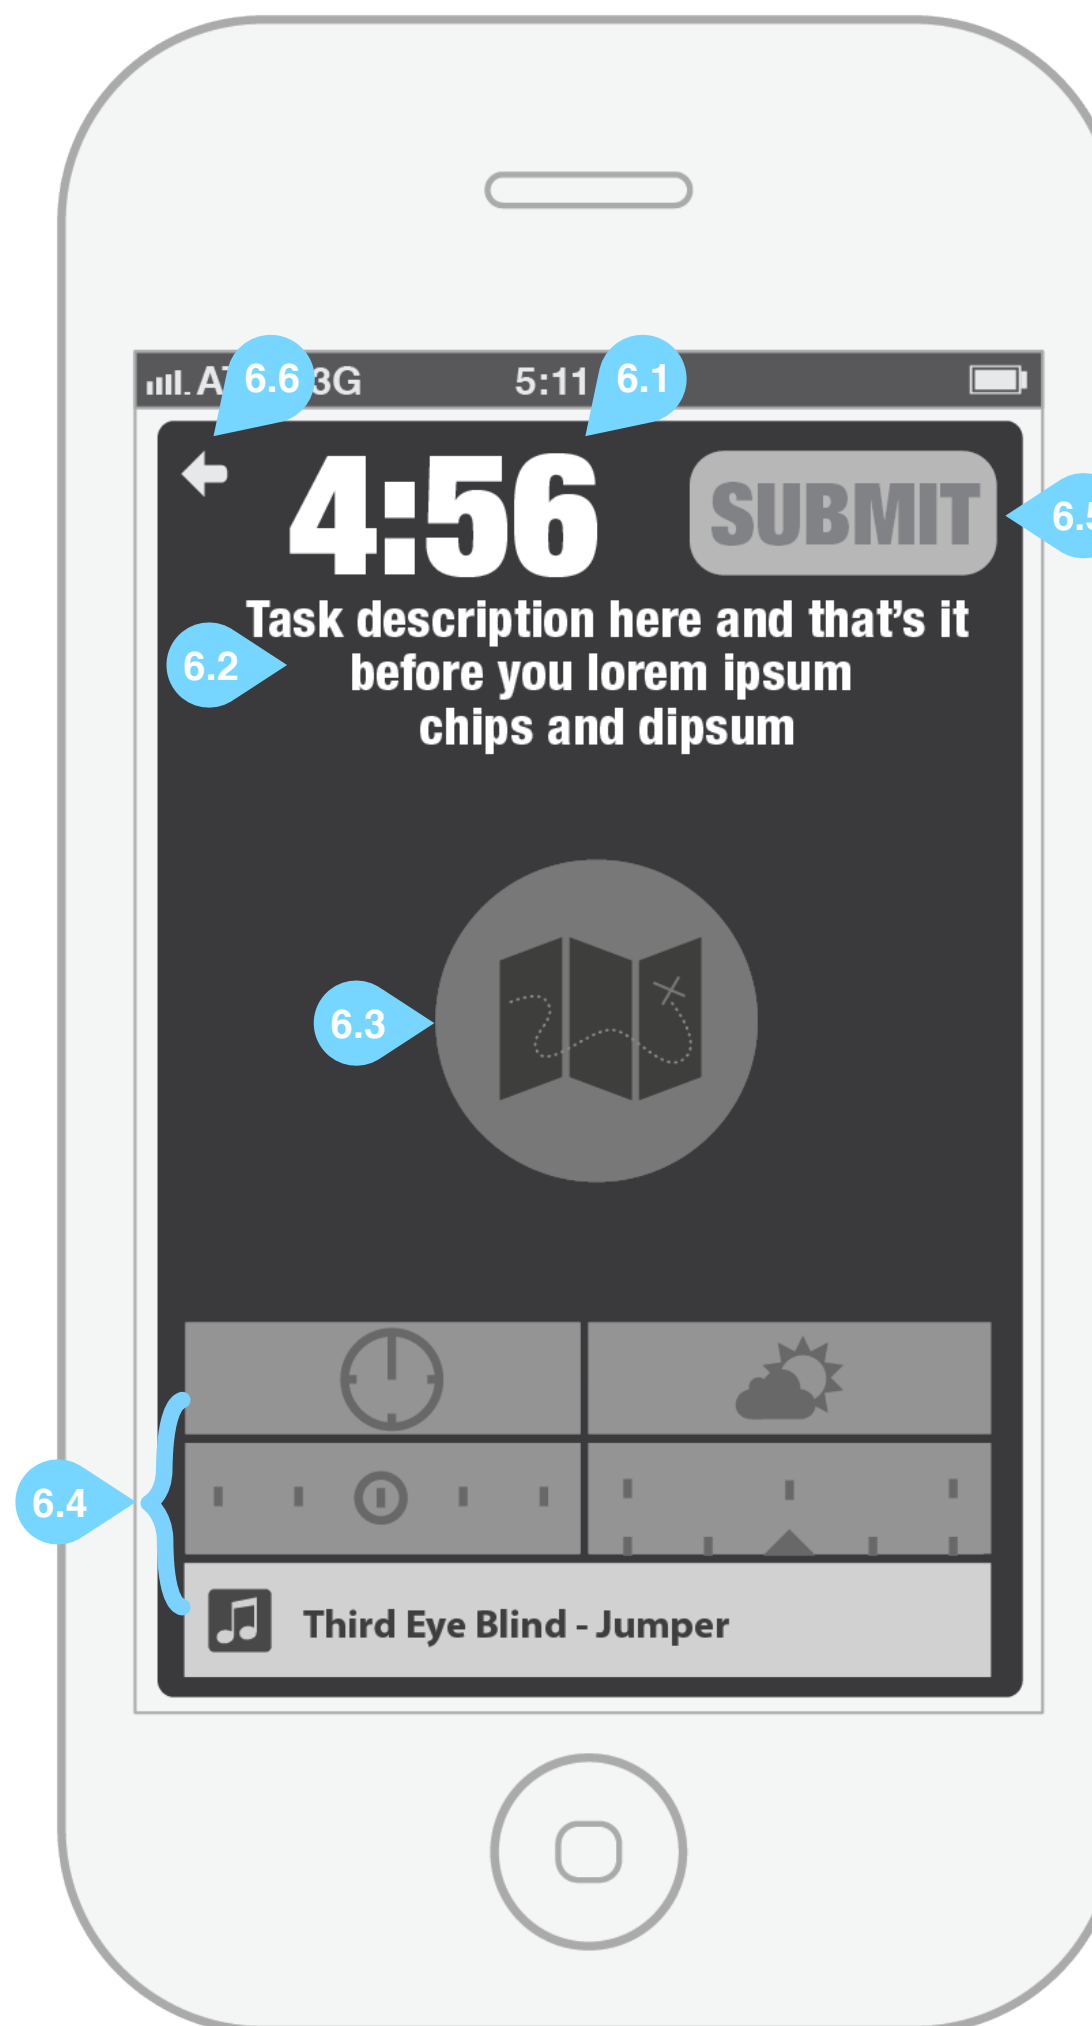 6.6
3G
5:11
6.1
4:56
SUBMIT
Task description here and that's it
before you lorem ipsum
chips and dipsum
6.2
6.3
6.4
Third Eye Blind - Jumper